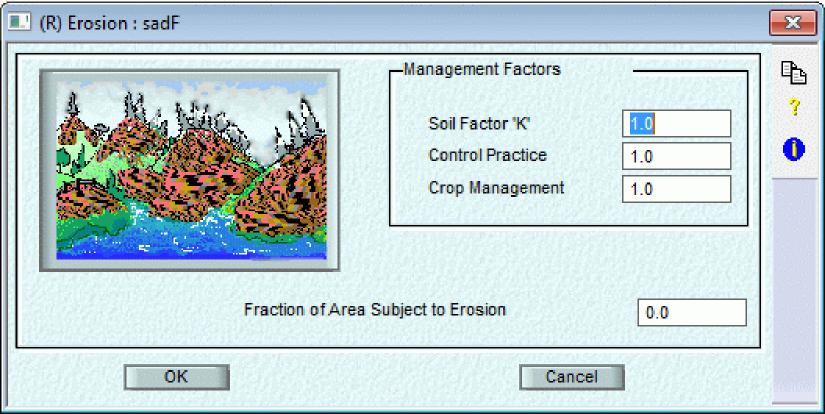 (R) Erosion : sadF
Management Factors
Soil Factor 'K' 1.0
Control Practice 1.0
Crop Management 1.0
Fraction of Area Subject to Erosion 0.0
OK Cancel